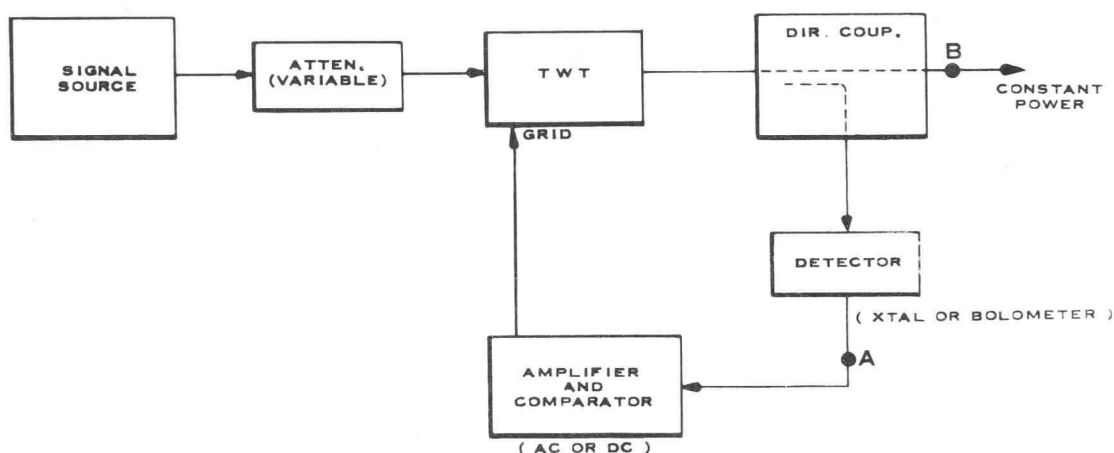 SIGNAL
SOURCE
ATTEN.
(VARIABLE)
TWT
GRID
DIR. COUP.
B
CONSTANT
POWER
DETECTOR
( XTAL OR BOLOMETER )
A
AMPLIFIER
AND
COMPARATOR
( AC OR DC )